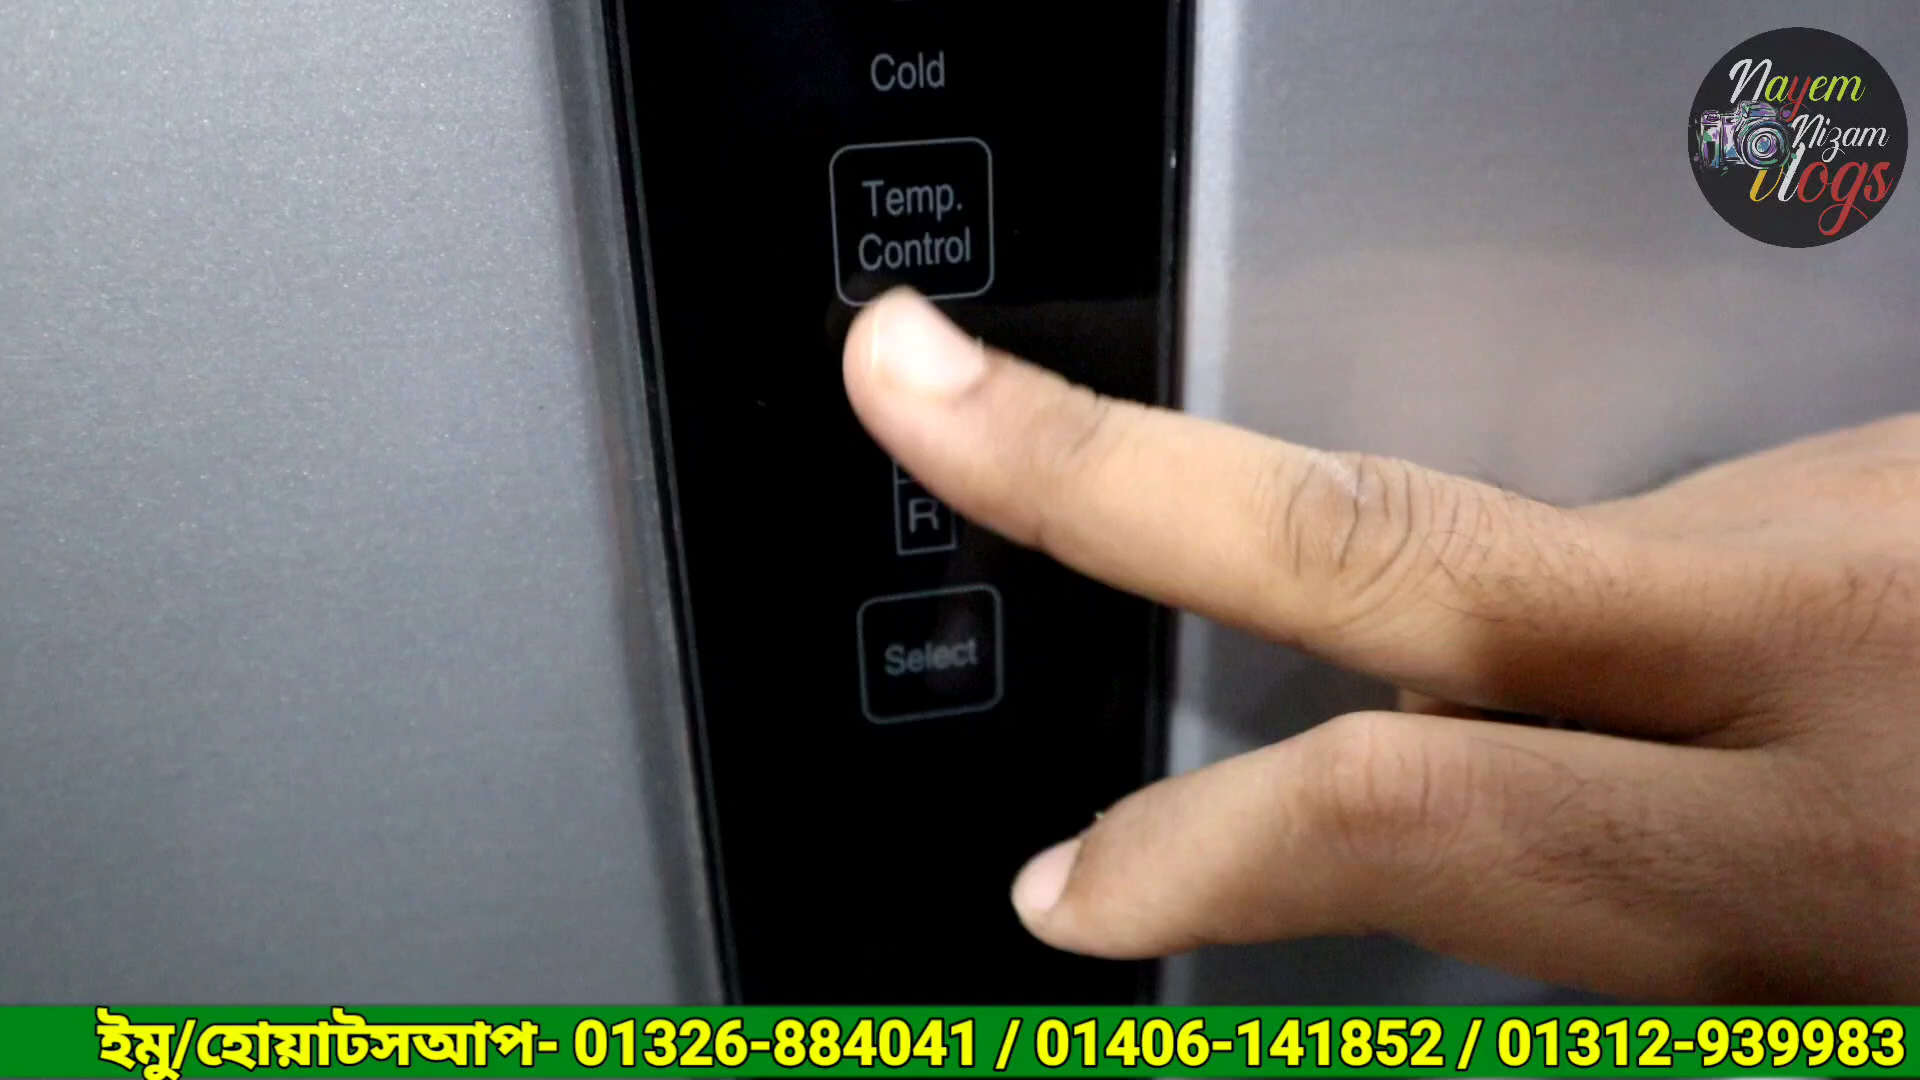 Cold
Temp.
Control
R
Select
Nayem
Nizam
Vlogs
ইমু/হোয়াটসআপ- 01326-884041 / 01406-141852 / 01312-939983